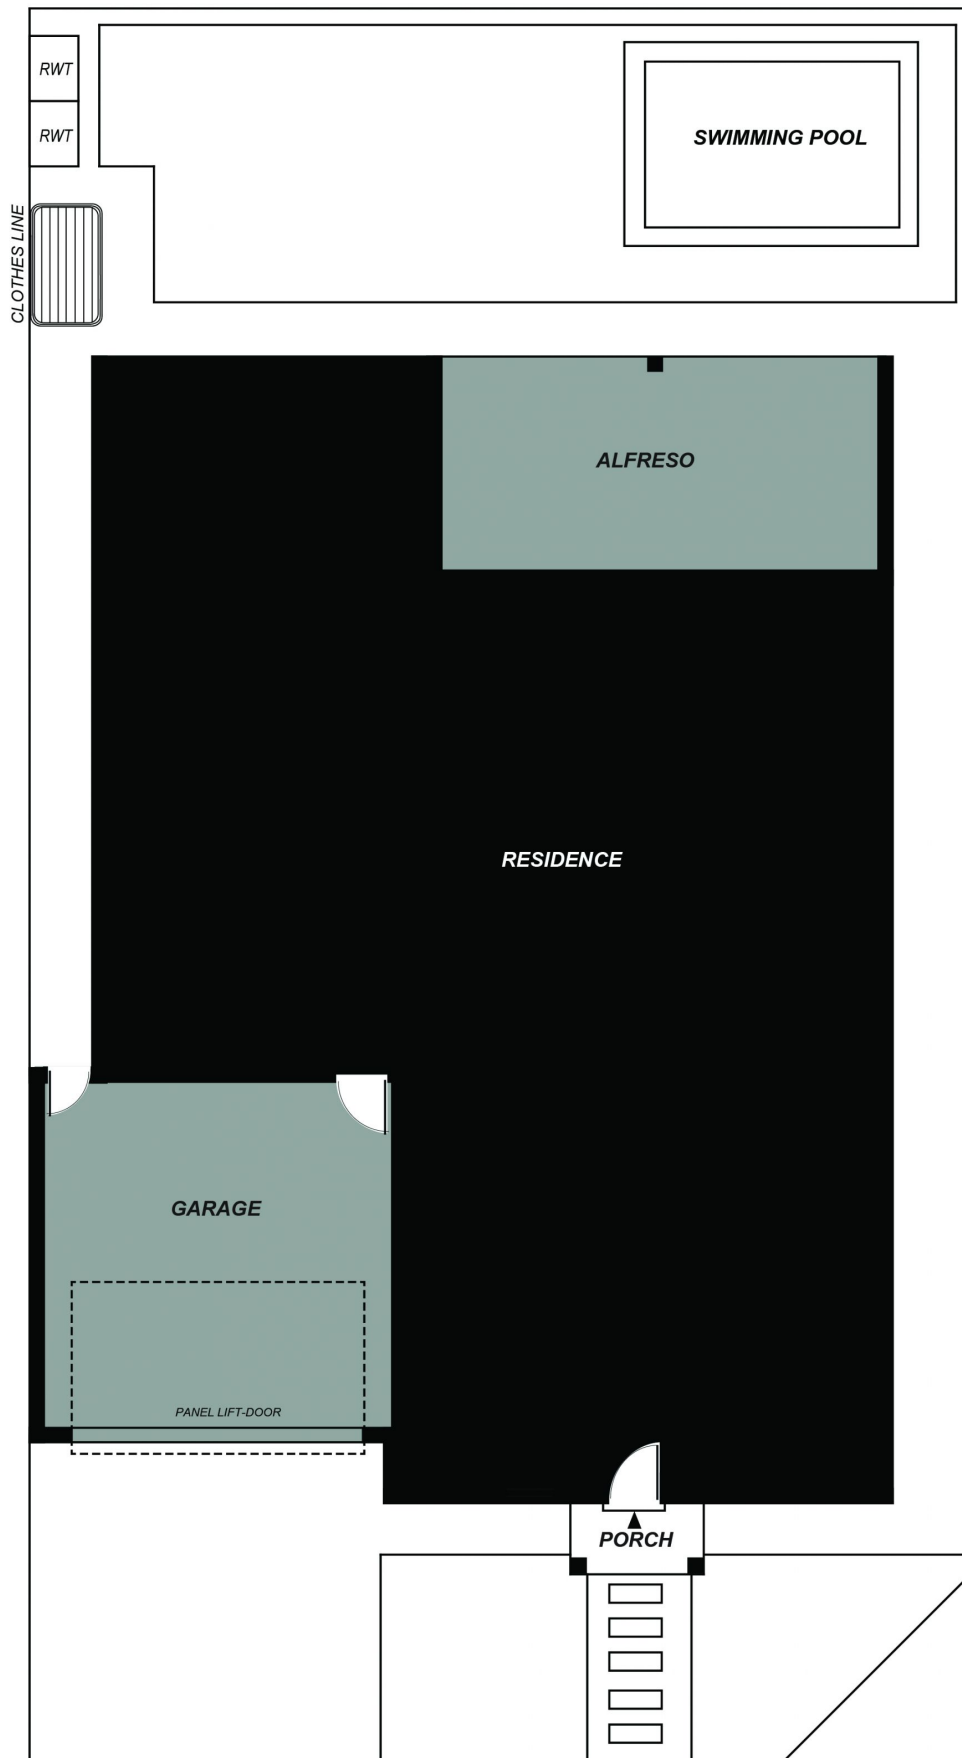 RWT
SWIMMING POOL
RWT
CLOTHES LINE
ALFRESO
RESIDENCE
GARAGE
PANEL LIFT-DOOR
PORCH